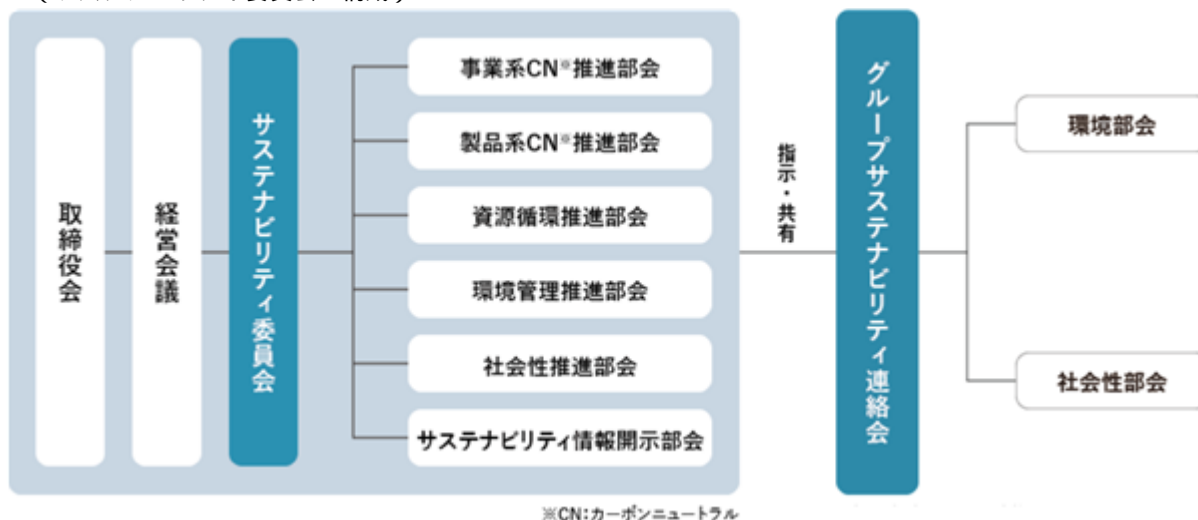 取締役会
経営会議
サステナビリティ委員会
事業系CN※推進部会
製品系CN※推進部会
資源循環推進部会
環境管理推進部会
社会性推進部会
サステナビリティ情報開示部会
指示・共有
グループサステナビリティ連絡会
環境部会
社会性部会
※CN:カーボンニュートラル